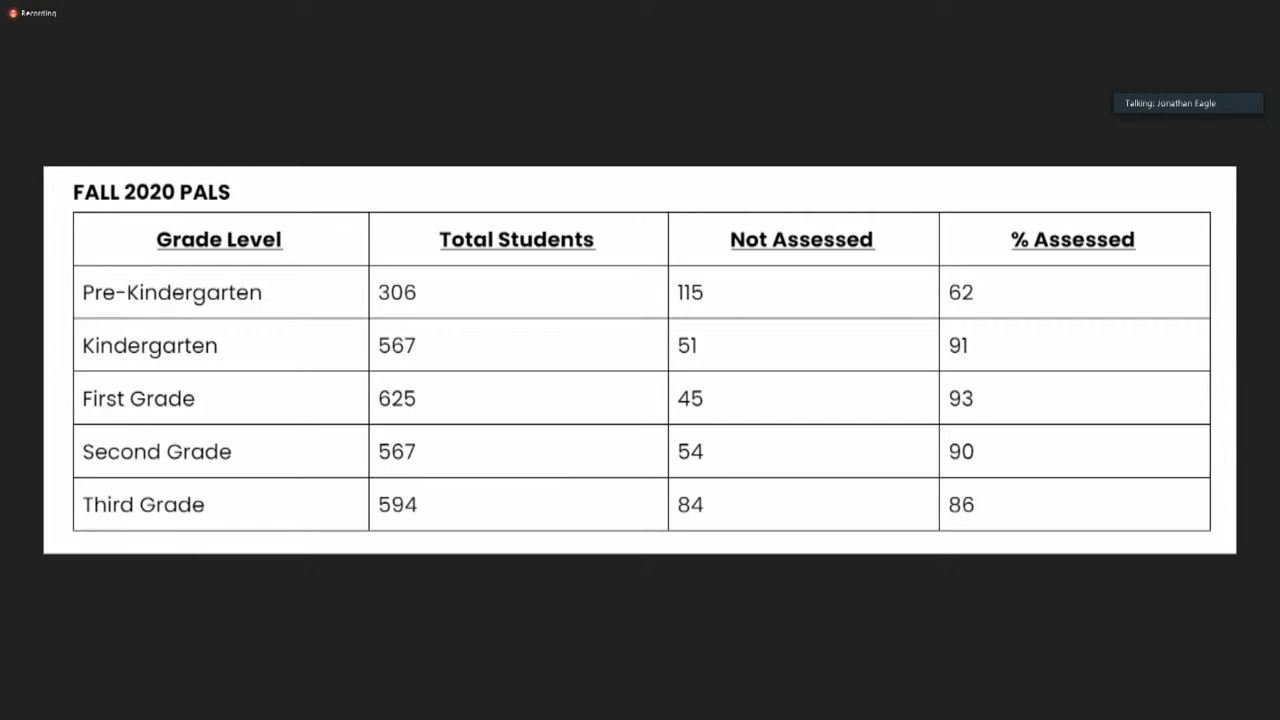 Recording
Talking: Jonathan Eagle
FALL 2020 PALS
Grade Level Total Students Not Assessed % Assessed
Pre-Kindergarten 306 115 62
Kindergarten 567 51 91
First Grade 625 45 93
Second Grade 567 54 90
Third Grade 594 84 86